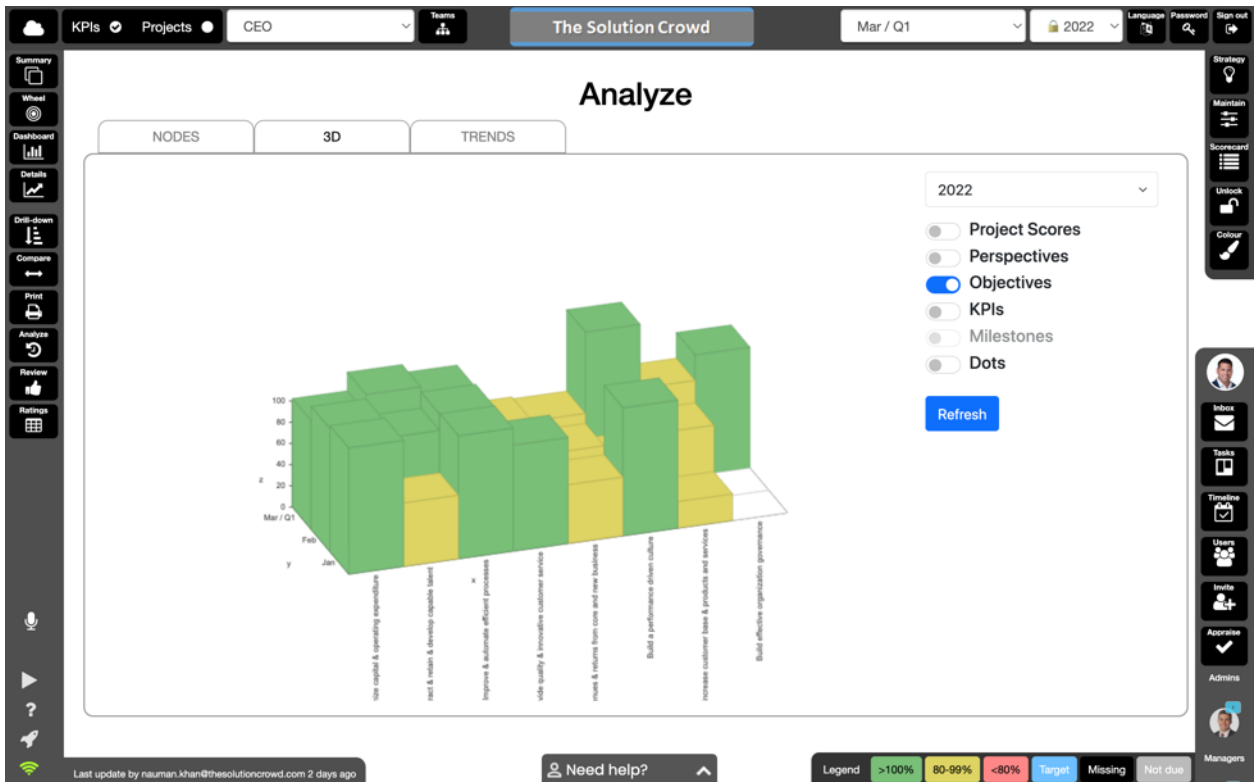 KPIs Projects CEO Teams The Solution Crowd Mar / Q1 2022 Language Password Sign out
Summary
Wheel
Dashboard
Details
Drill-down
Compare
Print
Analyze
Review
Ratings
Analyze
NODES 3D TRENDS
2022
Project Scores
Perspectives
Objectives
KPIs
Milestones
Dots
Refresh
100
80
60
40
20
0
z
Mar / Q1
Feb
Jan
y
x
ize capital & operating expenditure
ract & retain & develop capable talent
Improve & automate efficient processes
vide quality & innovative customer service
nues & returns from core and new business
Build a performance driven culture
ncrease customer base & products and services
Build effective organization governance
Strategy
Maintain
Scorecard
Unlock
Colour
Inbox
Tasks
Timeline
Users
Invite
Appraise
Admins
Managers
?
Last update by nauman.khan@thesolutioncrowd.com 2 days ago
Need help?
Legend >100% 80-99% <80% Target Missing Not due